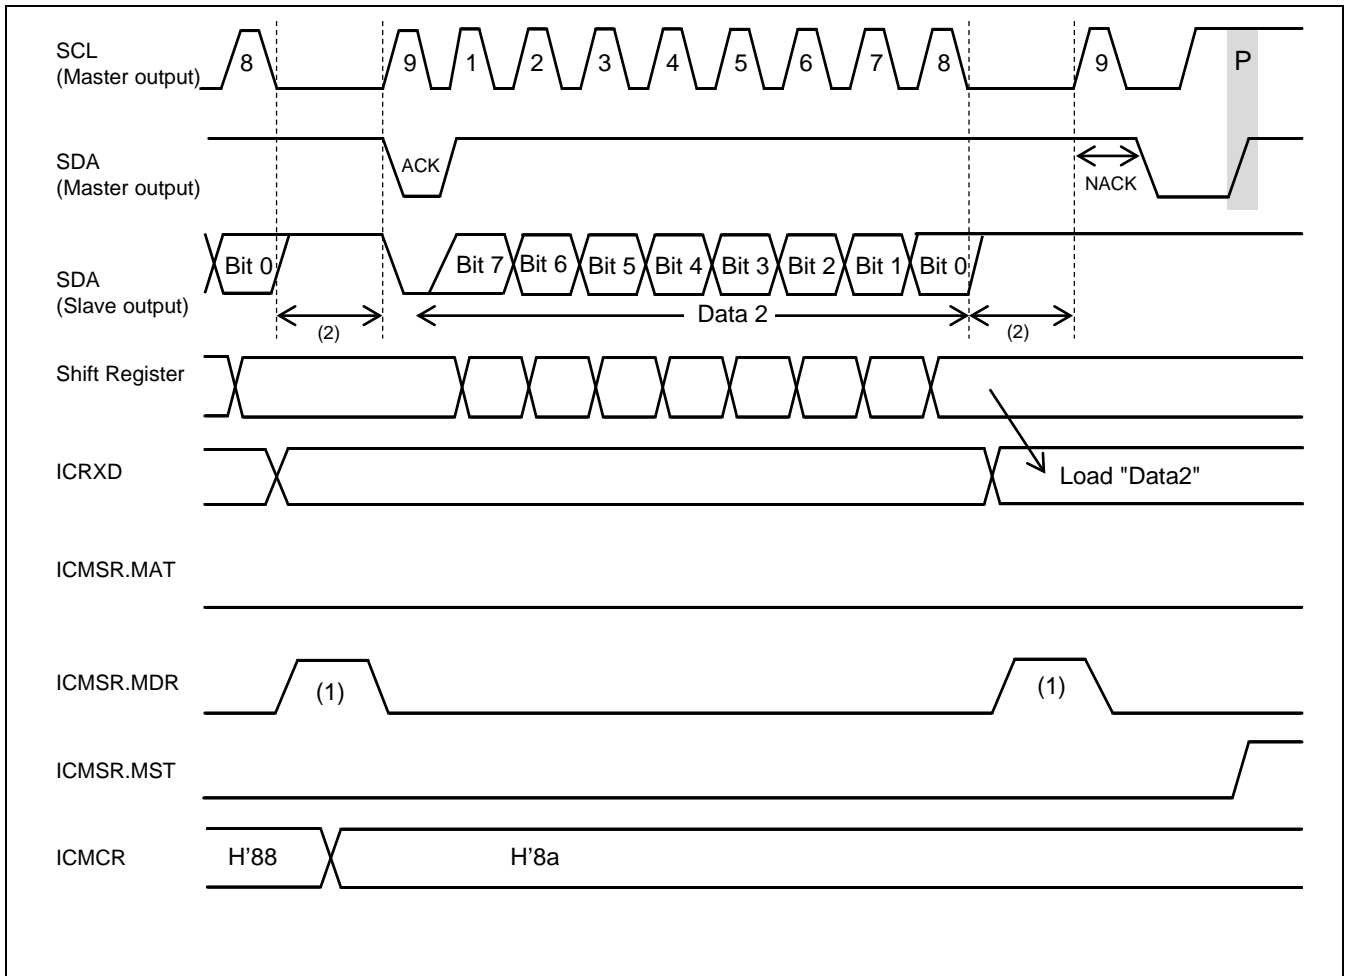 SCL
(Master output)
8
9
1
2
3
4
5
6
7
8
9
P
SDA
(Master output)
ACK
NACK
SDA
(Slave output)
Bit 0
Bit 7
Bit 6
Bit 5
Bit 4
Bit 3
Bit 2
Bit 1
Bit 0
(2)
Data 2
(2)
Shift Register
ICRXD
Load "Data2"
ICMSR.MAT
ICMSR.MDR
(1)
(1)
ICMSR.MST
ICMCR
H’88
H’8a